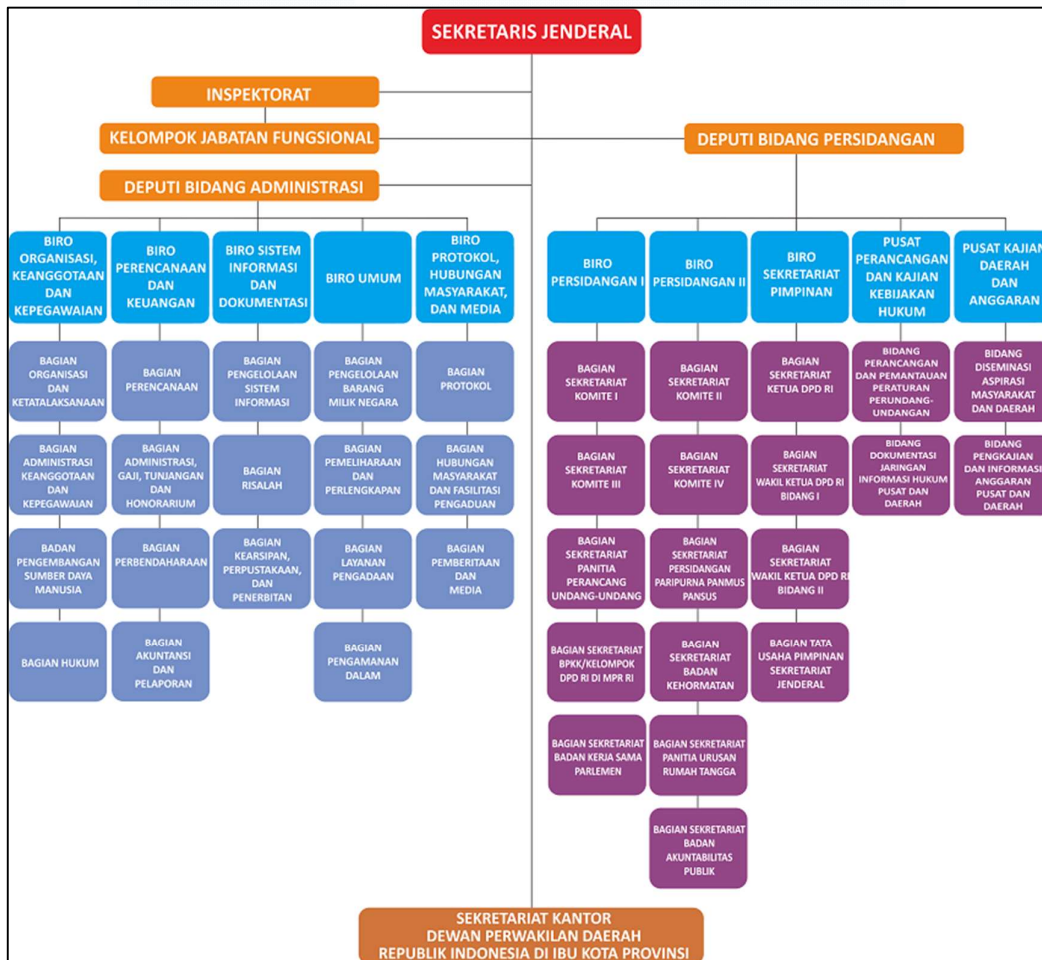 SEKRETARIS JENDERAL
INSPEKTORAT
KELOMPOK JABATAN FUNGSIONAL
DEPUTI BIDANG PERSIDANGAN
DEPUTI BIDANG ADMINISTRASI
BIRO
ORGANISASI,
KEANGGOTAAN
DAN
KEPEGAWAIAN
BIRO
PERENCANAAN
DAN
KEUANGAN
BIRO SISTEM
INFORMASI
DAN
DOKUMENTASI
BIRO UMUM
BIRO
PROTOKOL,
HUBUNGAN
MASYARAKAT,
DAN MEDIA
BIRO
PERSIDANGAN I
BIRO
PERSIDANGAN II
BIRO
SEKRETARIAT
PIMPINAN
PUSAT
PERANCANGAN
DAN KAJIAN
KEBIJAKAN
HUKUM
PUSAT KAJIAN
DAERAH
DAN
ANGGARAN
BAGIAN
ORGANISASI
DAN
KETATALAKSANAAN
BAGIAN
PERENCANAAN
BAGIAN
PENGELOLAAN
SISTEM
INFORMASI
BAGIAN
PENGELOLOAN
BARANG
MILIK NEGARA
BAGIAN
PROTOKOL
BAGIAN
SEKRETARIAT
KOMITE I
BAGIAN
SEKRETARIAT
KOMITE II
BAGIAN
SEKRETARIAT
KETUA DPD RI
BIDANG
PERANCANGAN
DAN PEMANTAUAN
PERATURAN
PERUNDANG-
UNDANGAN
BIDANG
DISEMINASI
ASPIRASI
MASYARAKAT
DAN DAERAH
BAGIAN
ADMINISTRASI
KEANGGOTAAN
DAN
KEPEGAWAIAN
BAGIAN
ADMINISTRASI,
GAJI, TUNJANGAN
DAN
HONORARIUM
BAGIAN
RISALAH
BAGIAN
PEMELIHARAAN
DAN
PERLENGKAPAN
BAGIAN
HUBUNGAN
MASYARAKAT
DAN FASILITASI
PENGADUAN
BAGIAN
SEKRETARIAT
KOMITE III
BAGIAN
SEKRETARIAT
KOMITE IV
BAGIAN
SEKRETARIAT
WAKIL KETUA DPD RI
BIDANG I
BIDANG
DOKUMENTASI
JARINGAN
INFORMASI HUKUM
PUSAT DAN
DAERAH
BIDANG
PENGKAJIAN
DAN INFORMASI
ANGGARAN
PUSAT DAN
DAERAH
BADAN
PENGEMBANGAN
SUMBER DAYA
MANUSIA
BAGIAN
PERBENDAHARAAN
BAGIAN
KEARSIPAN,
PERPUSTAKAAN,
DAN
PENERBITAN
BAGIAN
LAYANAN
PENGADAAN
BAGIAN
PEMBERITAAN
DAN
MEDIA
BAGIAN
SEKRETARIAT
PANITIA
PERANCANG
UNDANG-UNDANG
BAGIAN
SEKRETARIAT
PERSIDANGAN
PARIPURNA PANMUS
PANSUS
BAGIAN
SEKRETARIAT
WAKIL KETUA DPD RI
BIDANG II
BAGIAN HUKUM
BAGIAN
AKUNTANSI
DAN
PELAPORAN
BAGIAN
PENGAMANAN
DALAM
BAGIAN SEKRETARIAT
BPKK/KELOMPOK
DPD RI DI MPR RI
BAGIAN
SEKRETARIAT
BADAN
KEHORMATAN
BAGIAN TATA
USAHA PIMPINAN
SEKRETARIAT
JENDERAL
BAGIAN SEKRETARIAT
BADAN KERJA SAMA
PARLEMEN
BAGIAN SEKRETARIAT
PANITIA URUSAN
RUMAH TANGGA
BAGIAN SEKRETARIAT
BADAN
AKUNTABILITAS
PUBLIK
SEKRETARIAT KANTOR
DEWAN PERWAKILAN DAERAH
REPUBLIK INDONESIA DI IBU KOTA PROVINSI